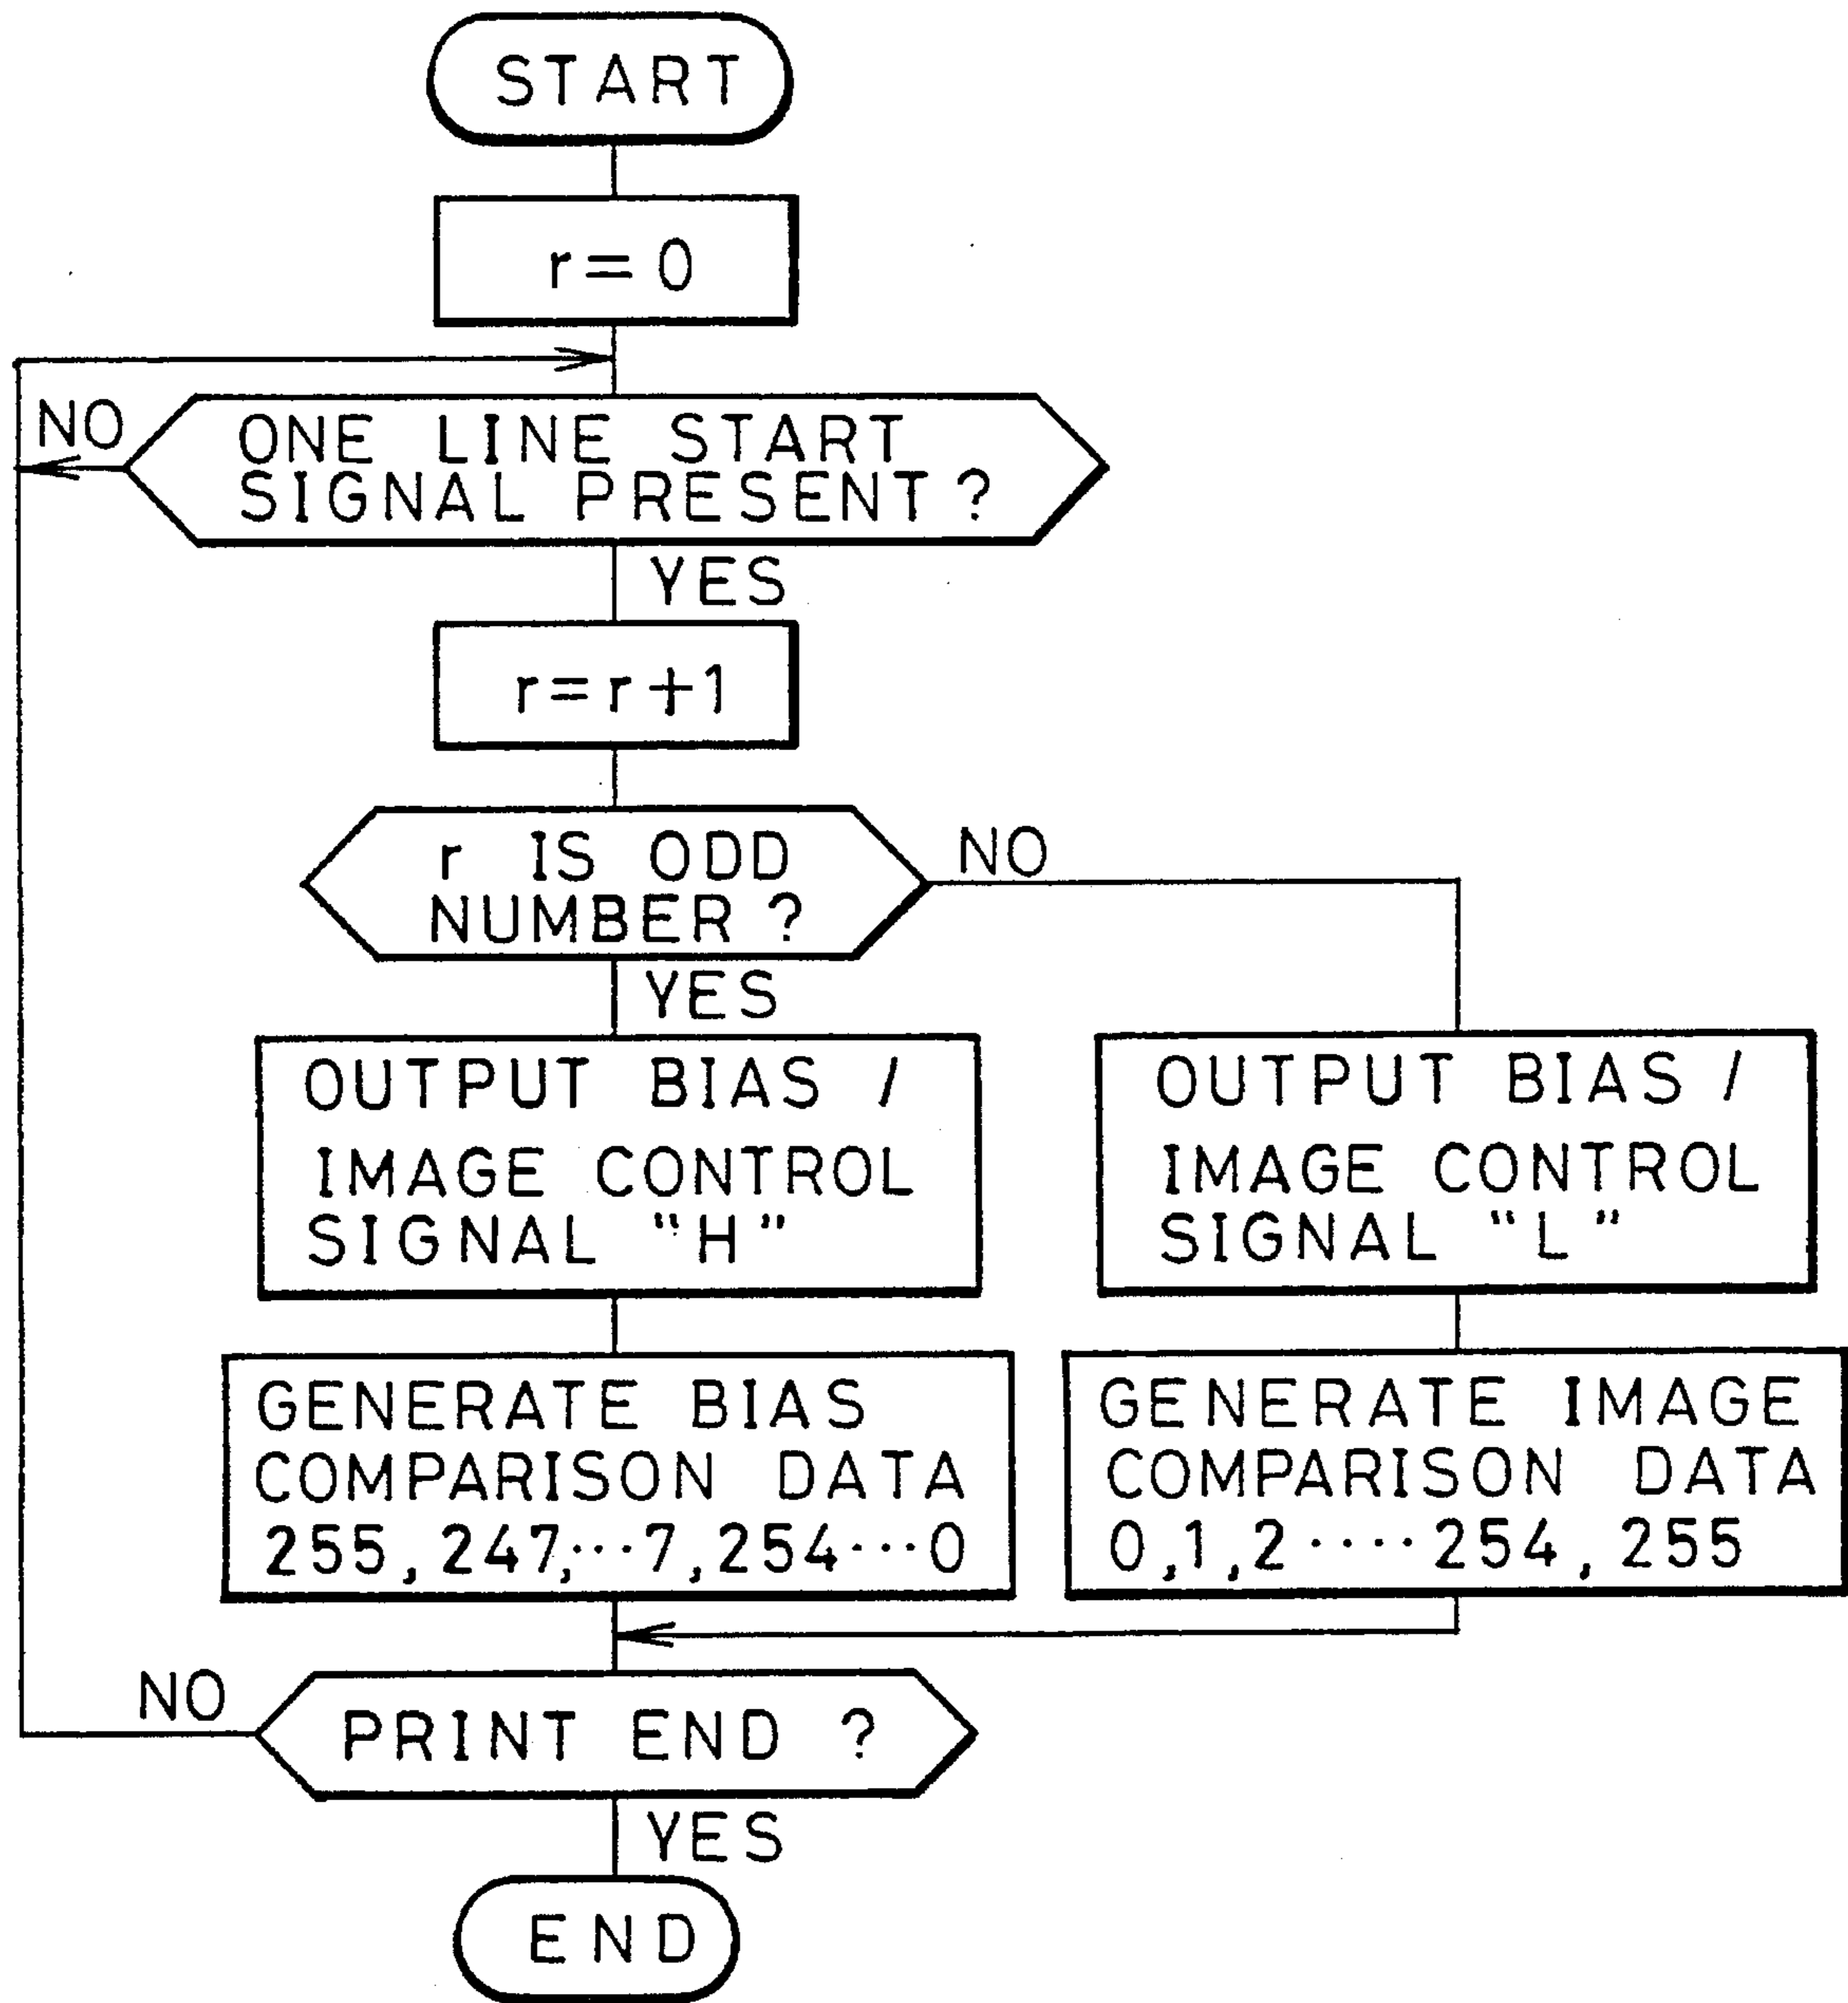 START
r=0
NO
ONE LINE START
SIGNAL PRESENT?
YES
r=r+1
r IS ODD
NUMBER?
NO
YES
OUTPUT BIAS /
IMAGE CONTROL
SIGNAL "H"
OUTPUT BIAS /
IMAGE CONTROL
SIGNAL "L"
GENERATE BIAS
COMPARISON DATA
255,247,···7,254···0
GENERATE IMAGE
COMPARISON DATA
0,1,2····254,255
NO
PRINT END ?
YES
END